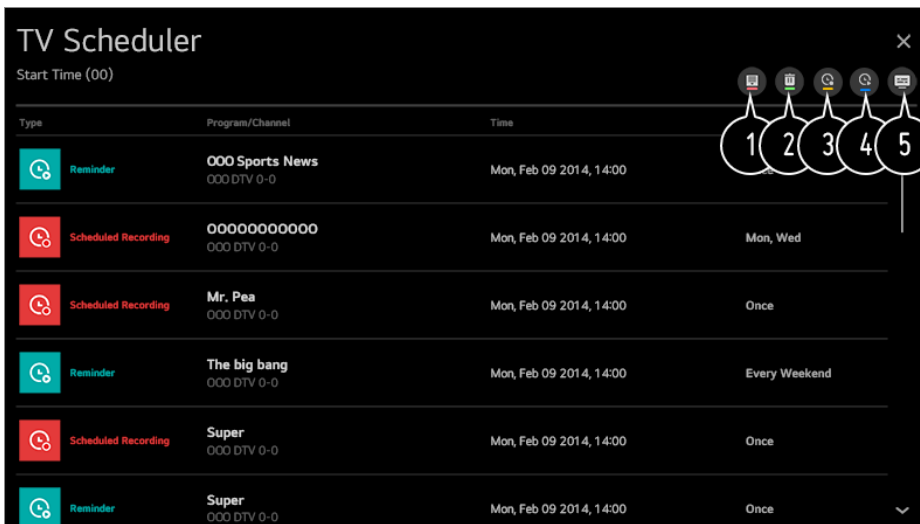 TV Scheduler
Start Time (00)
1 2 3 4 5
Type Program/Channel Time
Reminder OOO Sports News Mon, Feb 09 2014, 14:00
OOO DTV 0-0
Scheduled Recording OOOOOOOOOOO Mon, Feb 09 2014, 14:00 Mon, Wed
OOO DTV 0-0
Scheduled Recording Mr. Pea Mon, Feb 09 2014, 14:00 Once
OOO DTV 0-0
Reminder The big bang Mon, Feb 09 2014, 14:00 Every Weekend
OOO DTV 0-0
Scheduled Recording Super Mon, Feb 09 2014, 14:00 Once
OOO DTV 0-0
Reminder Super Mon, Feb 09 2014, 14:00 Once
OOO DTV 0-0